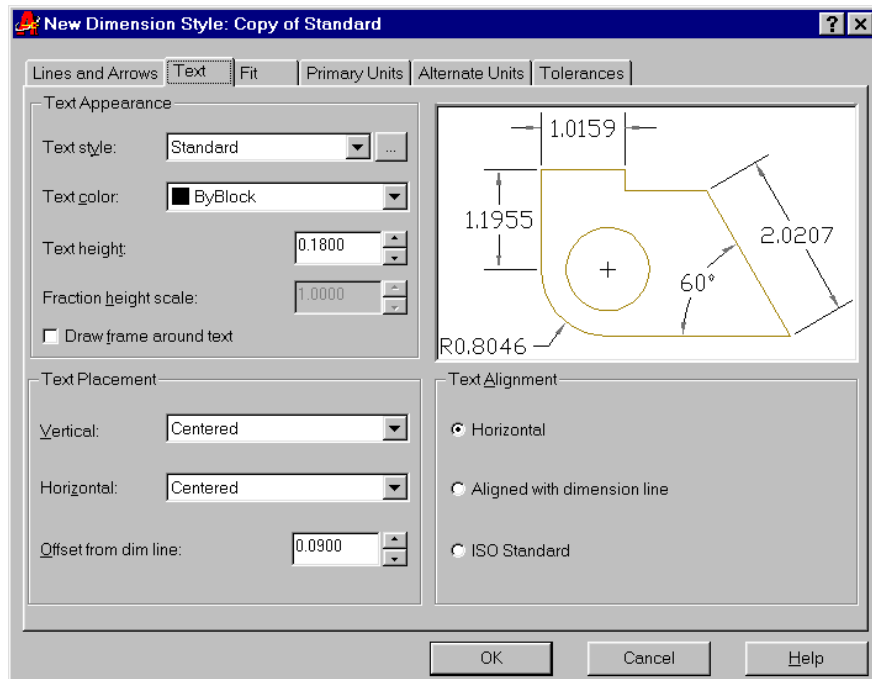 New Dimension Style: Copy of Standard
Lines and Arrows Text Fit Primary Units Alternate Units Tolerances
Text Appearance
Text style: Standard ...
Text color: ByBlock
Text height: 0.1800
Fraction height scale: 1.0000
Draw frame around text
1.0159
1.1955
2.0207
60°
R0.8046
Text Placement
Vertical: Centered
Horizontal: Centered
Offset from dim line: 0.0900
Text Alignment
Horizontal
Aligned with dimension line
ISO Standard
OK Cancel Help